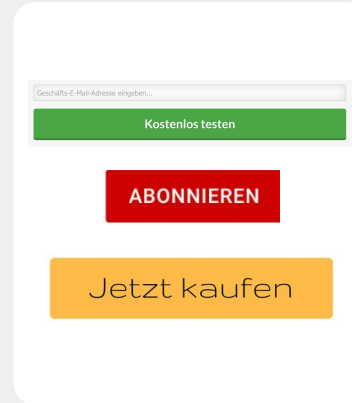 Geschäfts-E-Mail-Adresse eingeben...
Kostenlos testen
ABONNIEREN
Jetzt kaufen